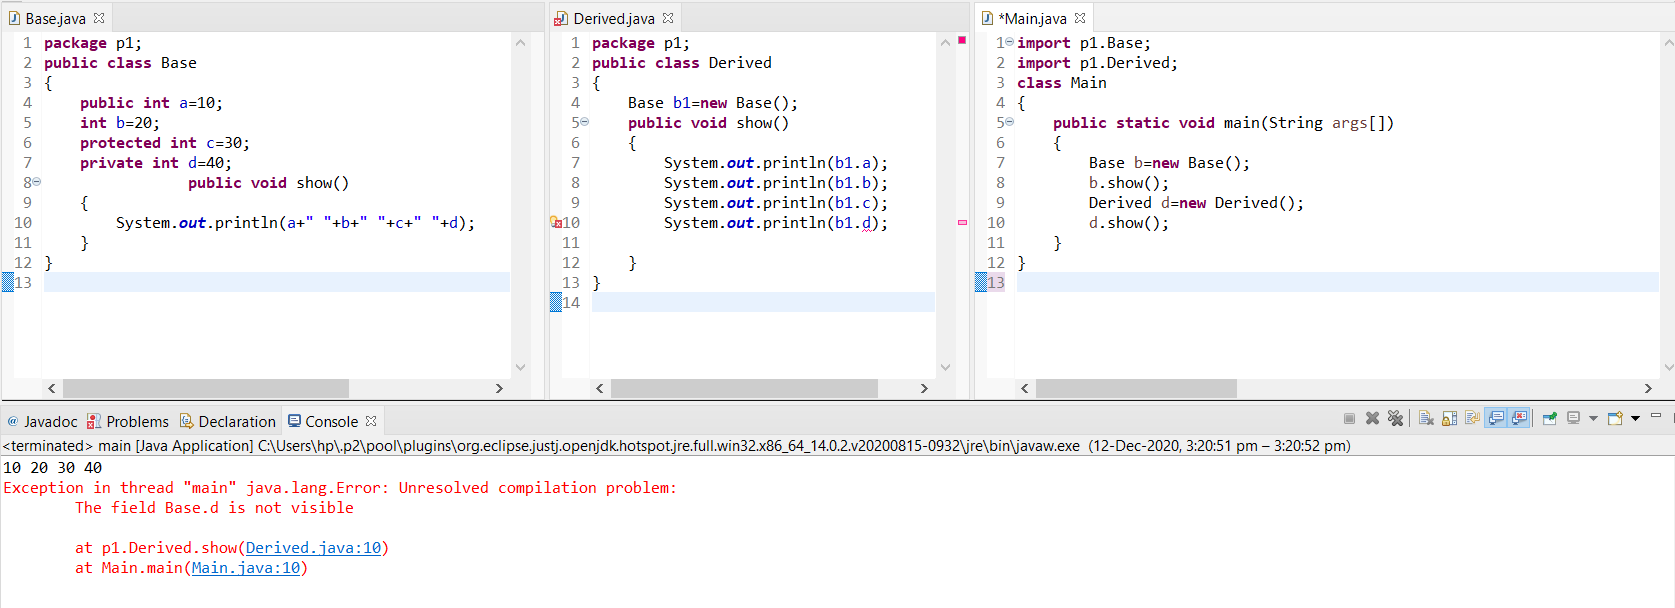 Base.java
1 package p1;
2 public class Base
3 {
4 public int a=10;
5 int b=20;
6 protected int c=30;
7 private int d=40;
8 public void show()
9 {
10 System.out.println(a+" "+b+" "+c+" "+d);
11 }
12 }
13
Derived.java
1 package p1;
2 public class Derived
3 {
4 Base b1=new Base();
5 public void show()
6 {
7 System.out.println(b1.a);
8 System.out.println(b1.b);
9 System.out.println(b1.c);
10 System.out.println(b1.d);
11
12 }
13 }
14
*Main.java
1 import p1.Base;
2 import p1.Derived;
3 class Main
4 {
5 public static void main(String args[])
6 {
7 Base b=new Base();
8 b.show();
9 Derived d=new Derived();
10 d.show();
11 }
12 }
13
@ Javadoc Problems Declaration Console
<terminated> main [Java Application] C:\Users\hp\.p2\pool\plugins\org.eclipse.justj.openjdk.hotspot.jre.full.win32.x86_64_14.0.2.v20200815-0932\jre\bin\javaw.exe (12-Dec-2020, 3:20:51 pm – 3:20:52 pm)
10 20 30 40
Exception in thread "main" java.lang.Error: Unresolved compilation problem:
The field Base.d is not visible
at p1.Derived.show(Derived.java:10)
at Main.main(Main.java:10)